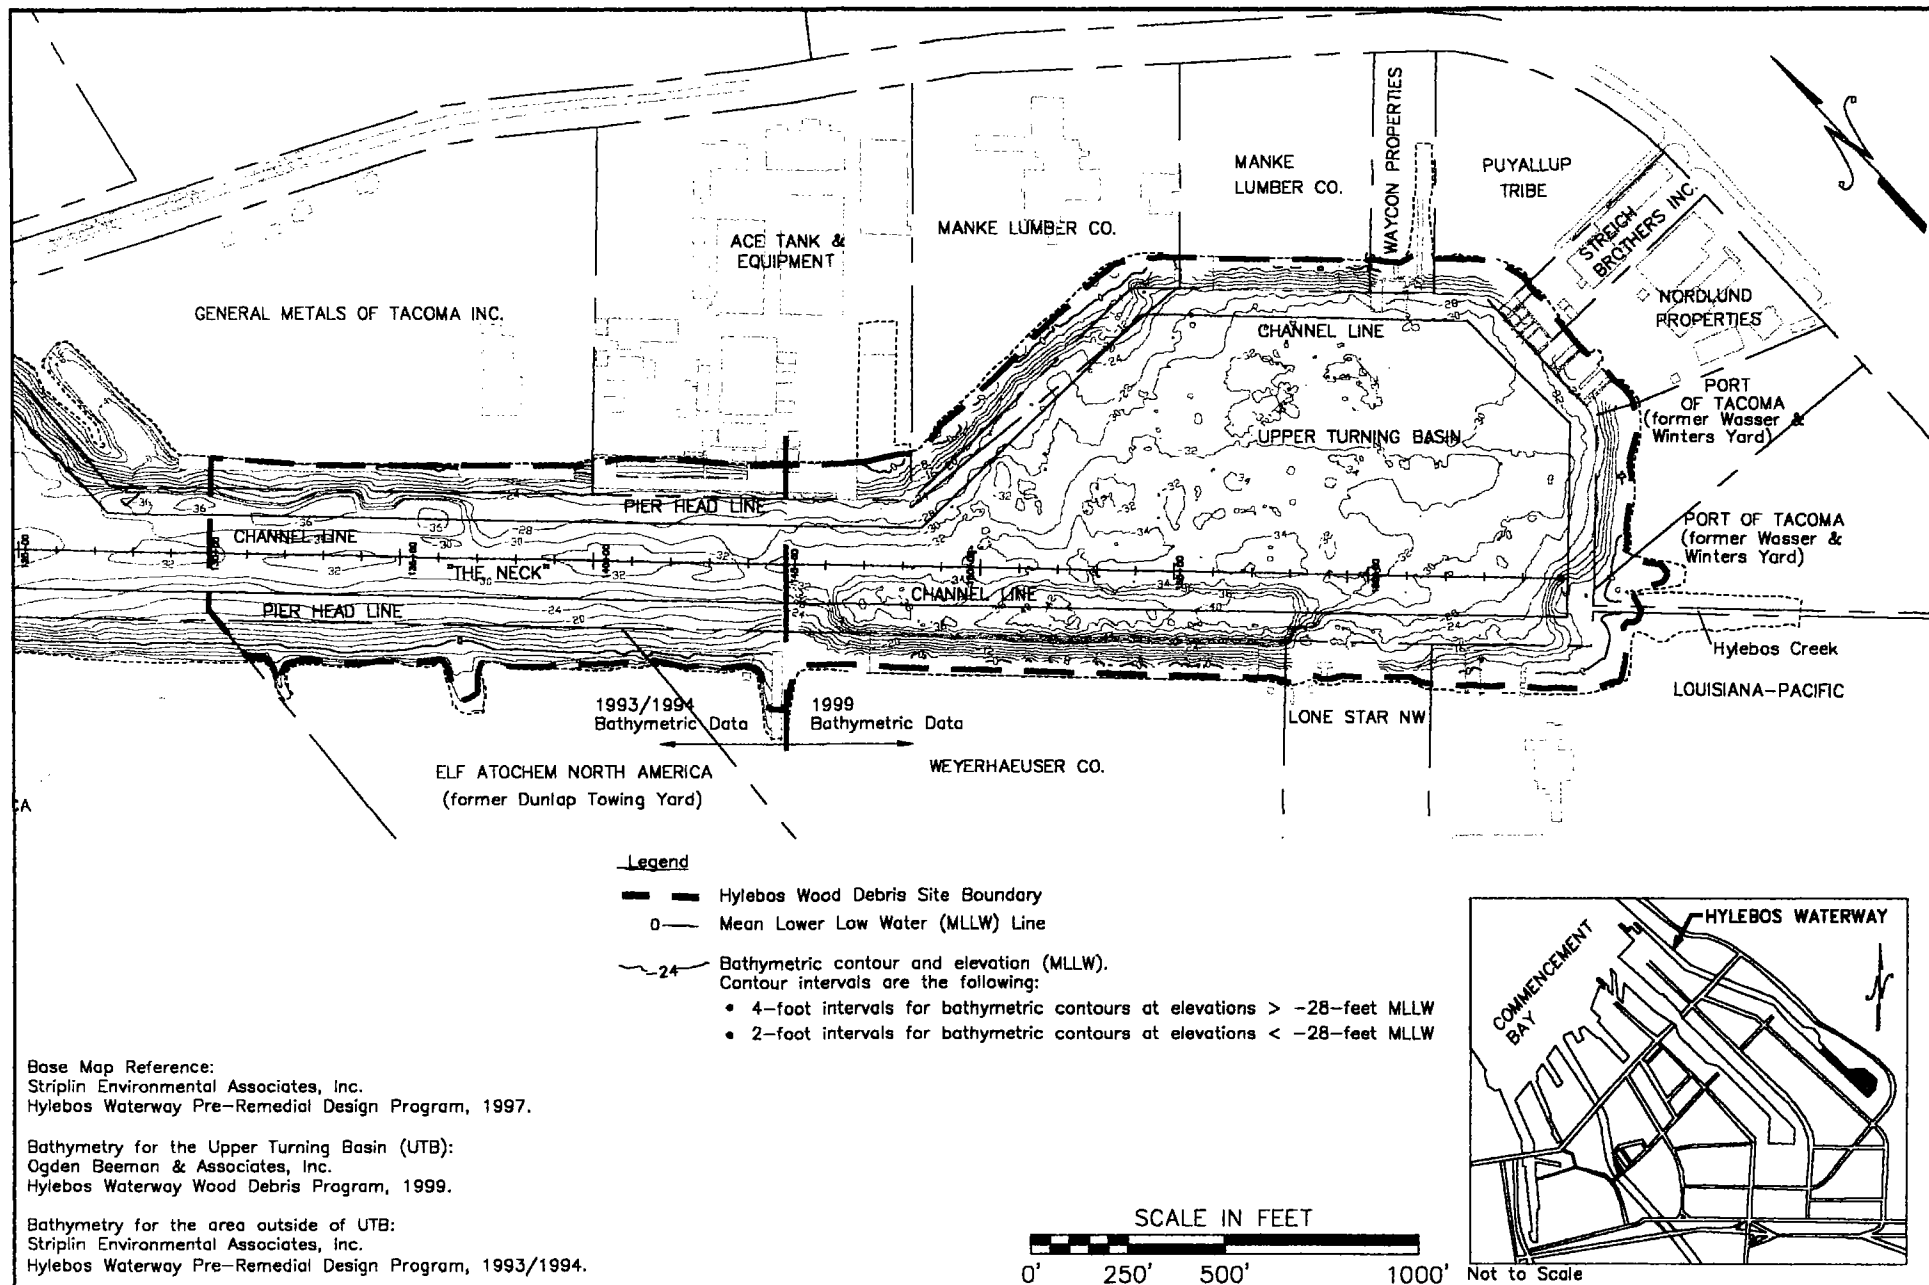 WAYCON PROPERTIES
MANKE
LUMBER CO.
PUYALLUP
TRIBE
N
STREICH
BROTHERS INC.
MANKE LUMBER CO.
ACE TANK &
EQUIPMENT
GENERAL METALS OF TACOMA INC.
NORDLUND
PROPERTIES
CHANNEL LINE
PORT
OF TACOMA
(former Wasser &
Winters Yard)
UPPER TURNING BASIN
PIER HEAD LINE
CHANNEL LINE
PORT OF TACOMA
(former Wasser &
Winters Yard)
"THE NECK"
CHANNEL LINE
PIER HEAD LINE
Hylebos Creek
LOUISIANA-PACIFIC
1993/1994
Bathymetric Data
1999
Bathymetric Data
LONE STAR NW
WEYERHAEUSER CO.
ELF ATOCHEM NORTH AMERICA
(former Dunlap Towing Yard)
CA
Legend
Hylebos Wood Debris Site Boundary
0 Mean Lower Low Water (MLLW) Line
-24 Bathymetric contour and elevation (MLLW).
Contour intervals are the following:
• 4-foot intervals for bathymetric contours at elevations > -28-feet MLLW
• 2-foot intervals for bathymetric contours at elevations < -28-feet MLLW
Base Map Reference:
Striplin Environmental Associates, Inc.
Hylebos Waterway Pre-Remedial Design Program, 1997.
Bathymetry for the Upper Turning Basin (UTB):
Ogden Beeman & Associates, Inc.
Hylebos Waterway Wood Debris Program, 1999.
Bathymetry for the area outside of UTB:
Striplin Environmental Associates, Inc.
Hylebos Waterway Pre-Remedial Design Program, 1993/1994.
SCALE IN FEET
0' 250' 500' 1000'
HYLEBOS WATERWAY
COMMENCEMENT
BAY
N
Not to Scale